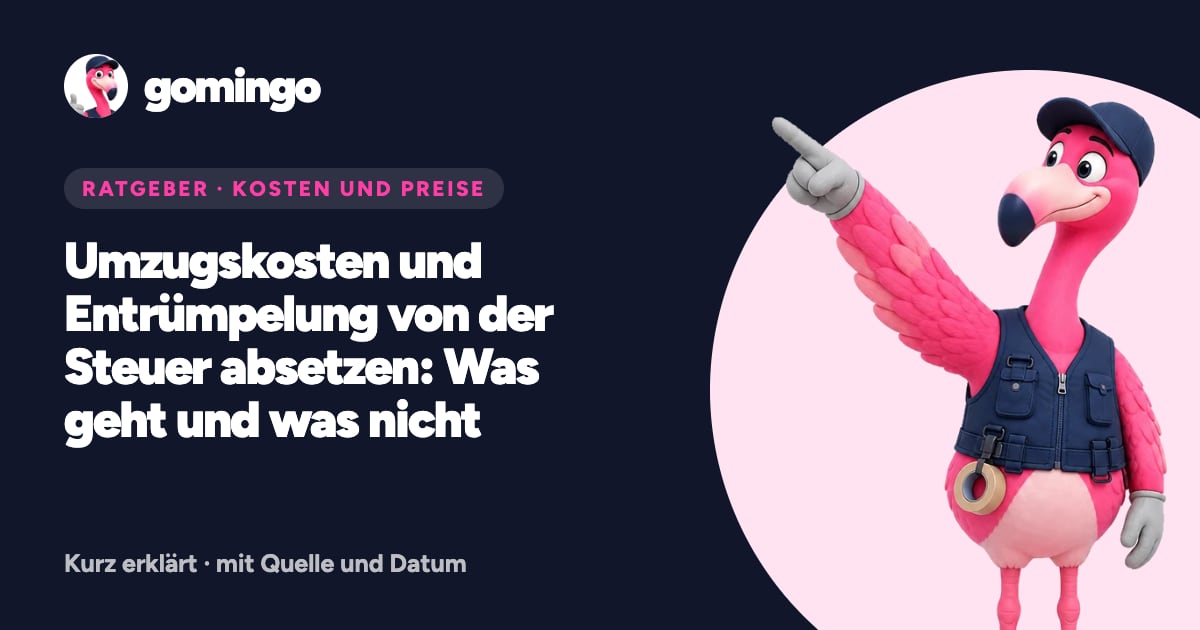 gomingo
RATGEBER · KOSTEN UND PREISE
Umzugskosten und
Entrümpelung von der
Steuer absetzen: Was
geht und was nicht
Kurz erklärt · mit Quelle und Datum